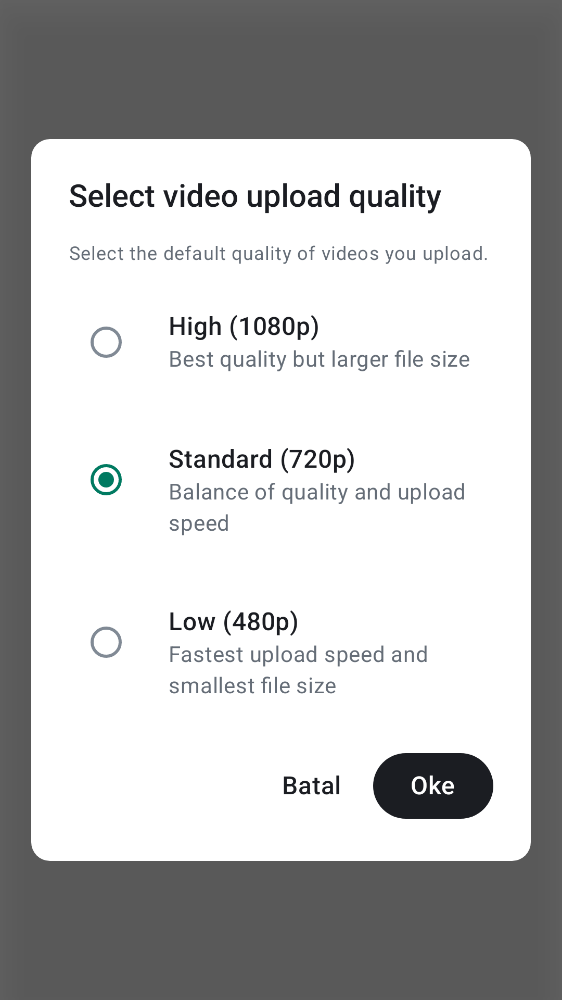 Select video upload quality
Select the default quality of videos you upload.
High (1080p)
Best quality but larger file size
Standard (720p)
Balance of quality and upload
speed
Low (480p)
Fastest upload speed and
smallest file size
Batal
Oke